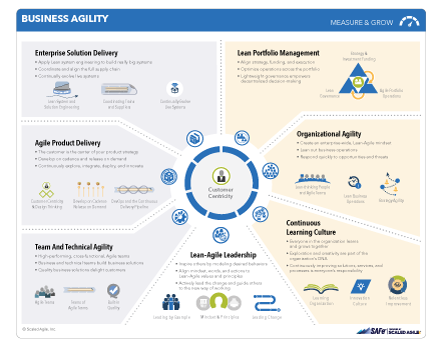 BUSINESS AGILITY
MEASURE & GROW
Enterprise Solution Delivery
• Apply Lean system engineering to build really big systems
• Coordinate and align the full supply chain
• Continually evolve live systems
Lean System and
Solution Engineering
Coordinating Trains
and Suppliers
Continually Evolve
Live Systems
Lean Portfolio Management
• Align strategy, funding, and execution
• Optimize operations across the portfolio
• Lightweight governance empowers
decentralized decision-making
Strategy &
Investment Funding
Lean
Governance
Agile Portfolio
Operations
Agile Product Delivery
• The customer is the center of your product strategy
• Develop on cadence and release on demand
• Continuously explore, integrate, deploy, and innovate
Customer Centricity
& Design Thinking
Develop on Cadence
Release on Demand
DevOps and the Continuous
Delivery Pipeline
Customer
Centricity
Organizational Agility
• Create an enterprise-wide, Lean-Agile mindset
• Lean out business operations
• Respond quickly to opportunities and threats
Lean-Thinking People
and Agile Teams
Lean Business
Operations
Strategy Agility
Team And Technical Agility
• High-performing, cross-functional, Agile teams
• Business and technical teams build business solutions
• Quality business solutions delight customers
Agile Teams
Teams of
Agile Teams
Built-In
Quality
Lean-Agile Leadership
• Inspire others by modeling desired behaviors
• Align mindset, words, and actions to
Lean-Agile values and principles
• Actively lead the change and guide others
to the new way of working
Leading by Example
Mindset & Principles
Leading Change
Continuous
Learning Culture
• Everyone in the organization learns
and grows together
• Exploration and creativity are part of the
organization's DNA
• Continuously improving solutions, services, and
processes is everyone's responsibility
Learning
Organization
Innovation
Culture
Relentless
Improvement
© Scaled Agile, Inc.
SAFe
SCALED AGILE